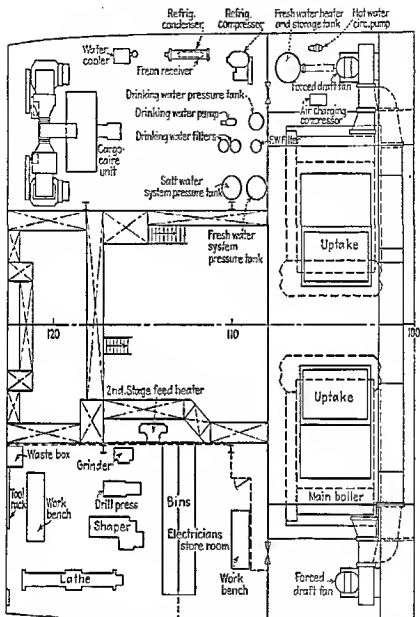 Refrig.
condenser
Refrig.
compressor
Fresh water heater
and storage tank
Hot water
circ. pump
Water
cooler
Freon receiver
Forced draft fan
Air charging
compressor
Drinking water pressure tank
Drinking water pump
Drinking water filters
F.W. filter
Cargo-
caire
unit
Salt water
system pressure tank
Fresh water
system
pressure tank
Uptake
120
110
100
2nd. Stage feed heater
Uptake
Waste box
Grinder
Tool
rack
Work
bench
Drill press
Shaper
Bins
Electricians
store room
Main boiler
Lathe
Work
bench
Forced
draft fan